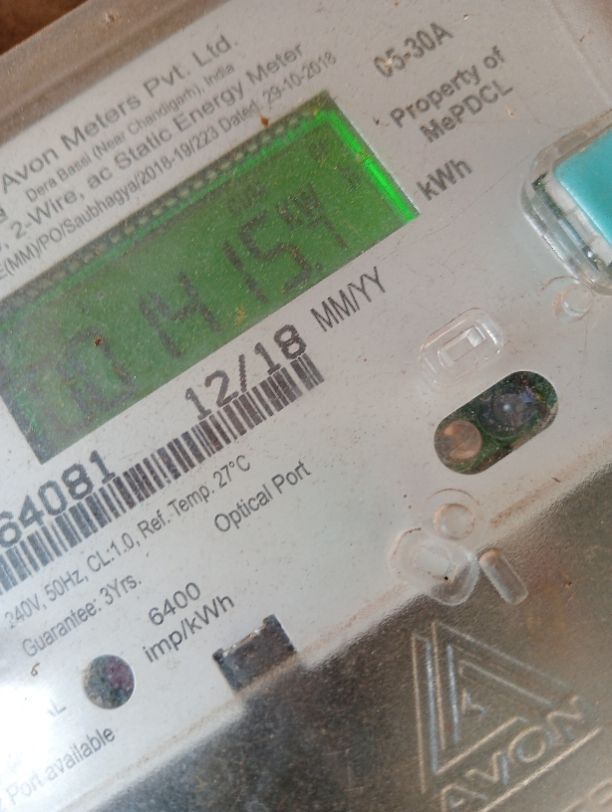 Avon Meters Pvt. Ltd.
Dera Bassi (Near Chandigarh), India
2-Wire, ac Static Energy Meter
(MM)/PO/Saubhagya/2018-19/223 Dated, 29-10-2018
05-30A
Property of
MePDCL
kWh
12/18 MM/YY
64081
240V, 50Hz, CL:1.0, Ref. Temp. 27°C
Guarantee: 3Yrs.
Optical Port
6400
imp/kWh
Port available
AVON